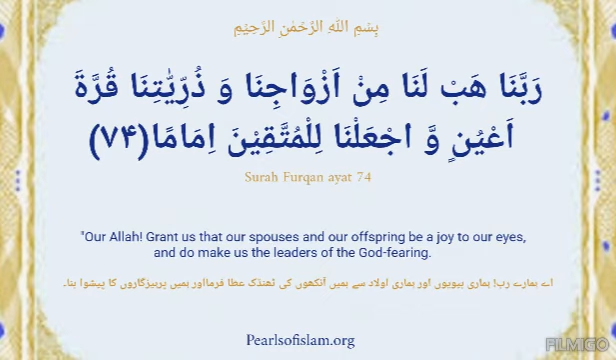 بِسْمِ اللهِ الرَّحْمٰنِ الرَّحِيْمِ
رَبَّنَا هَبْ لَنَا مِنْ اَزْوَاجِنَا وَ ذُرِّیّٰتِنَا قُرَّةَ
اَعْیُنٍ وَّ اجْعَلْنَا لِلْمُتَّقِیْنَ اِمَامًا(۷۴)
Surah Furqan ayat 74
"Our Allah! Grant us that our spouses and our offspring be a joy to our eyes,
and do make us the leaders of the God-fearing.
اے ہمارے رب! ہماری بیویوں اور ہماری اولاد سے ہمیں آنکھوں کی ٹھنڈک عطا فرمااور ہمیں پرہیزگاروں کا پیشوا بنا۔
Pearlsofislam.org
FILMIGO